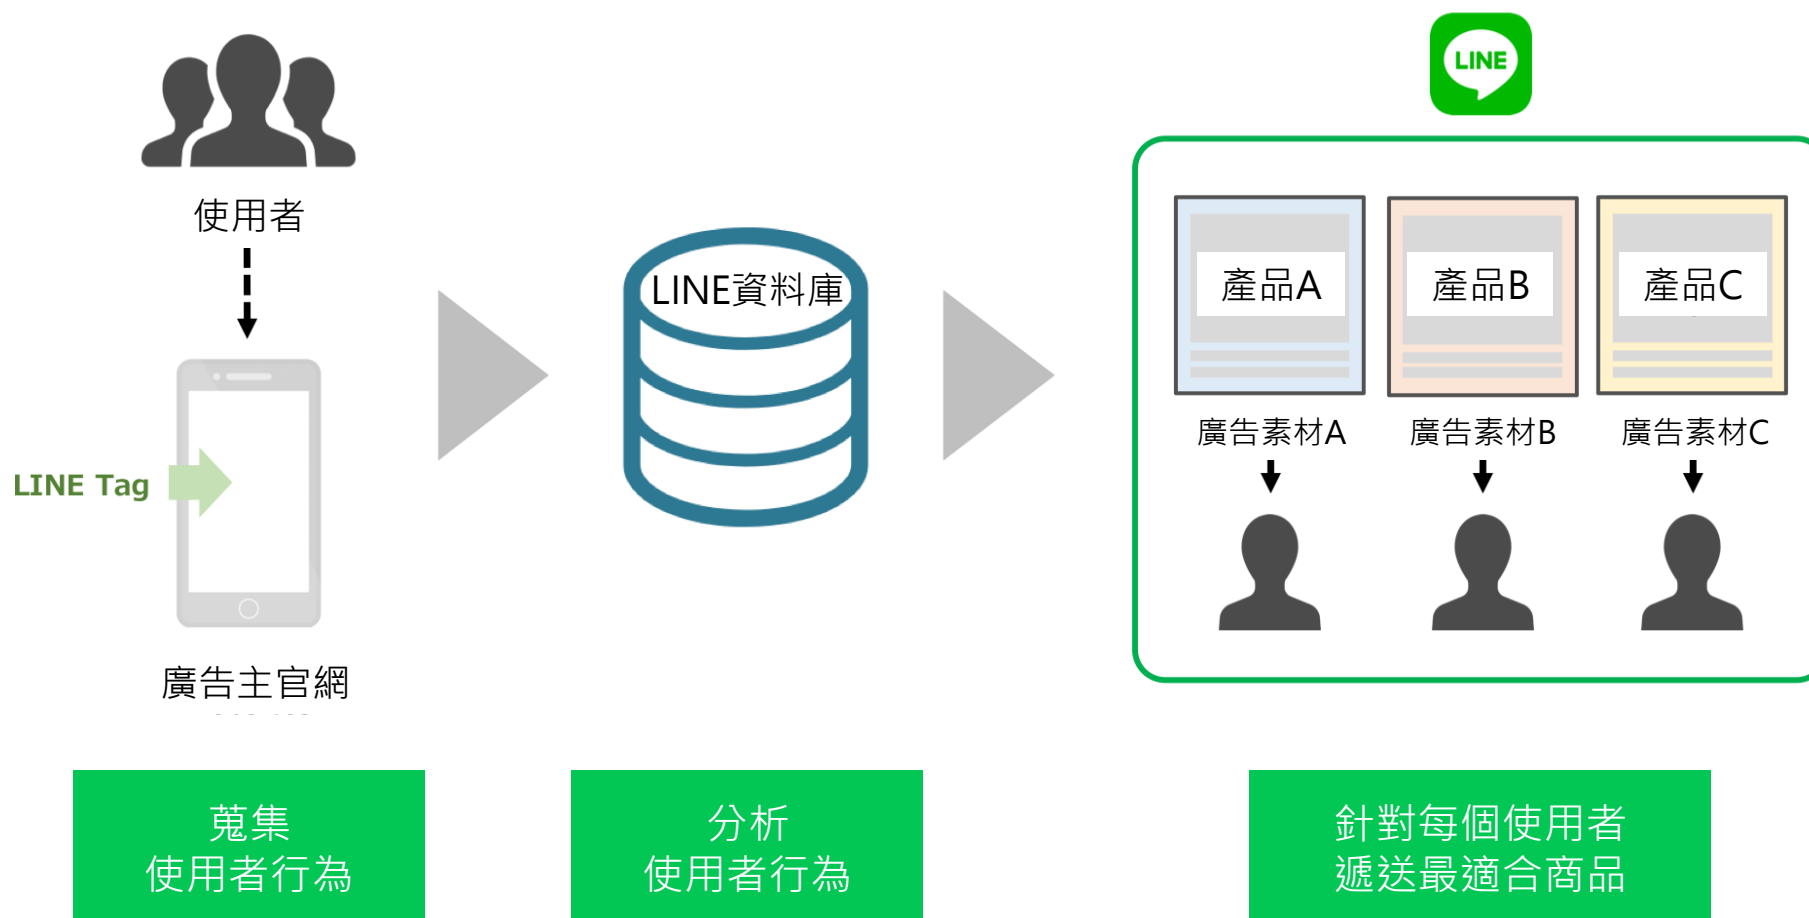 LINE
使用者
LINE資料庫
產品A
產品B
產品C
廣告素材A
廣告素材B
廣告素材C
LINE Tag
廣告主官網
蒐集
使用者行為
分析
使用者行為
針對每個使用者
遞送最適合商品